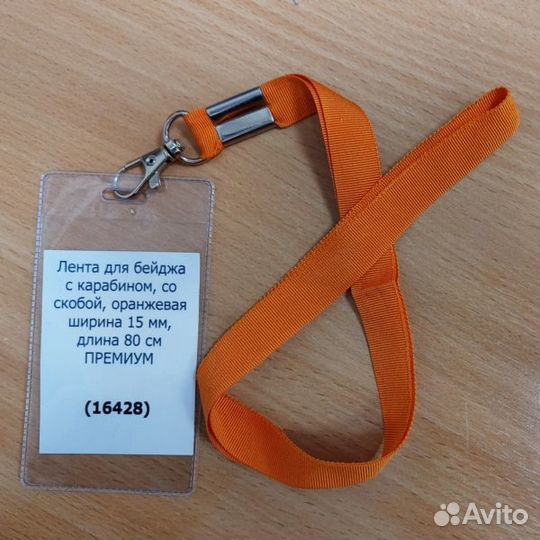 Лента для бейджа
с карабином, со
скобой, оранжевая
ширина 15 мм,
длина 80 см
ПРЕМИУМ
(16428)
Avito